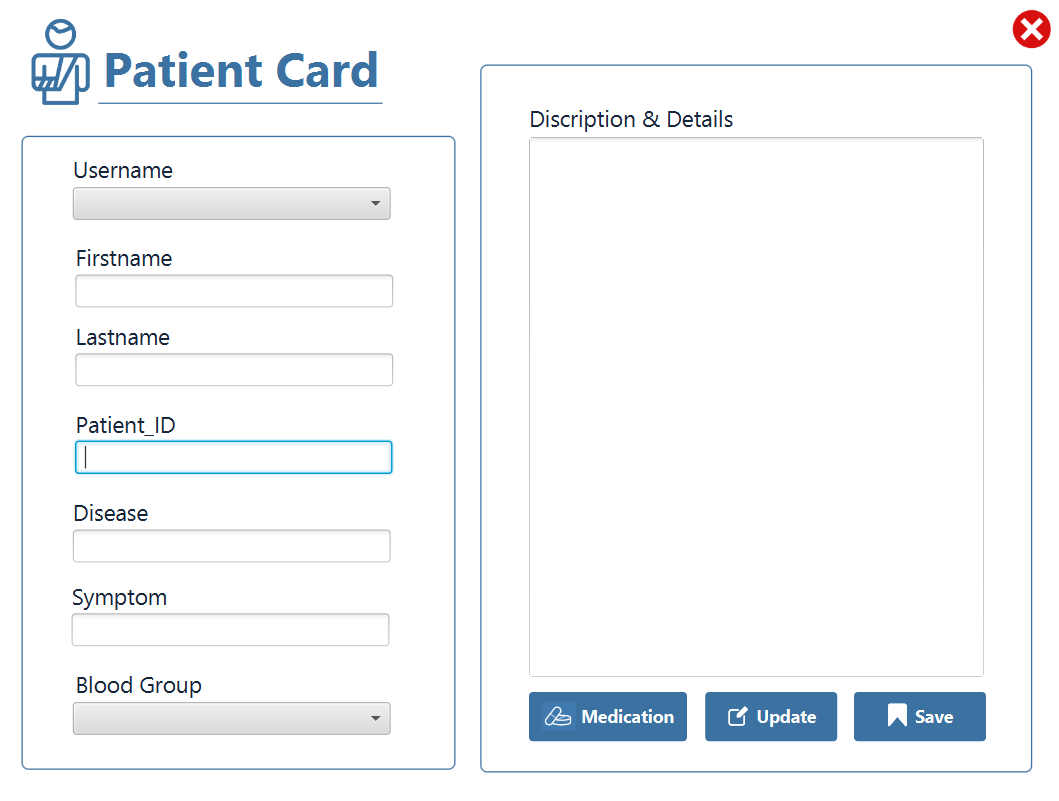 Patient Card
Username
Firstname
Lastname
Patient_ID
Disease
Symptom
Blood Group
Discription & Details
Medication
Update
Save